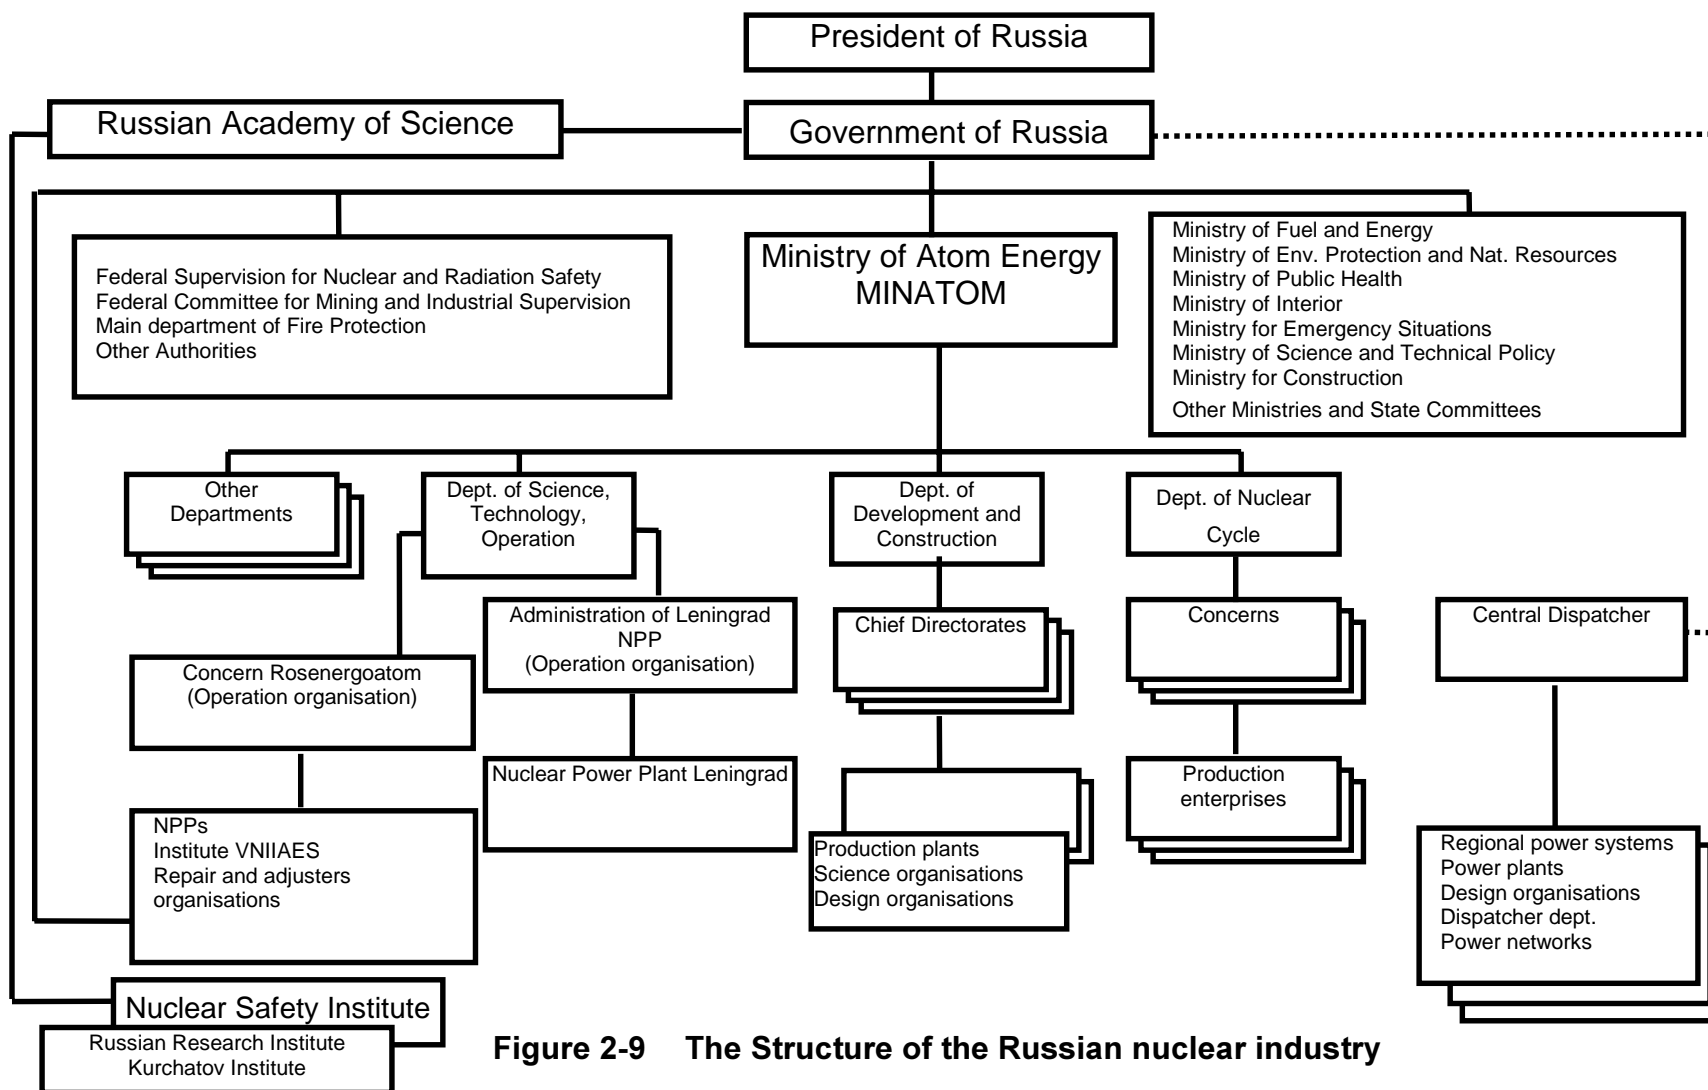 President of Russia
Russian Academy of Science
Government of Russia
Federal Supervision for Nuclear and Radiation Safety
Federal Committee for Mining and Industrial Supervision
Main department of Fire Protection
Other Authorities
Ministry of Atom Energy
MINATOM
Ministry of Fuel and Energy
Ministry of Env. Protection and Nat. Resources
Ministry of Public Health
Ministry of Interior
Ministry for Emergency Situations
Ministry of Science and Technical Policy
Ministry for Construction
Other Ministries and State Committees
Other
Departments
Dept. of Science,
Technology,
Operation
Dept. of
Development and
Construction
Dept. of Nuclear
Cycle
Concern Rosenergoatom
(Operation organisation)
Administration of Leningrad
NPP
(Operation organisation)
Chief Directorates
Concerns
Central Dispatcher
NPPs
Institute VNIIAES
Repair and adjusters
organisations
Nuclear Power Plant Leningrad
Production plants
Science organisations
Design organisations
Production
enterprises
Regional power systems
Power plants
Design organisations
Dispatcher dept.
Power networks
Nuclear Safety Institute
Russian Research Institute
Kurchatov Institute
Figure 2-9 The Structure of the Russian nuclear industry